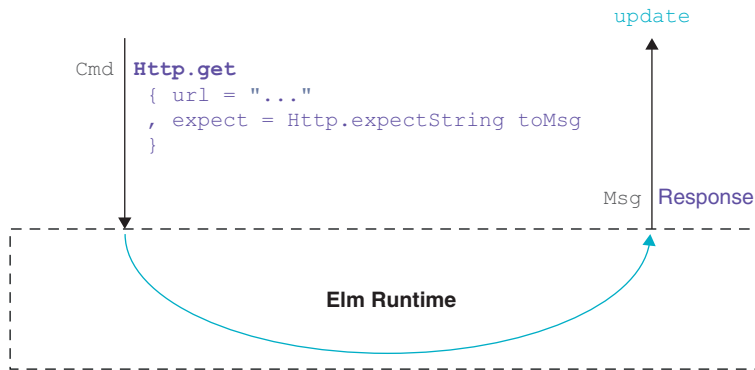 update
Cmd Http.get
{ url = "..."
, expect = Http.expectString toMsg
}
Msg Response
Elm Runtime